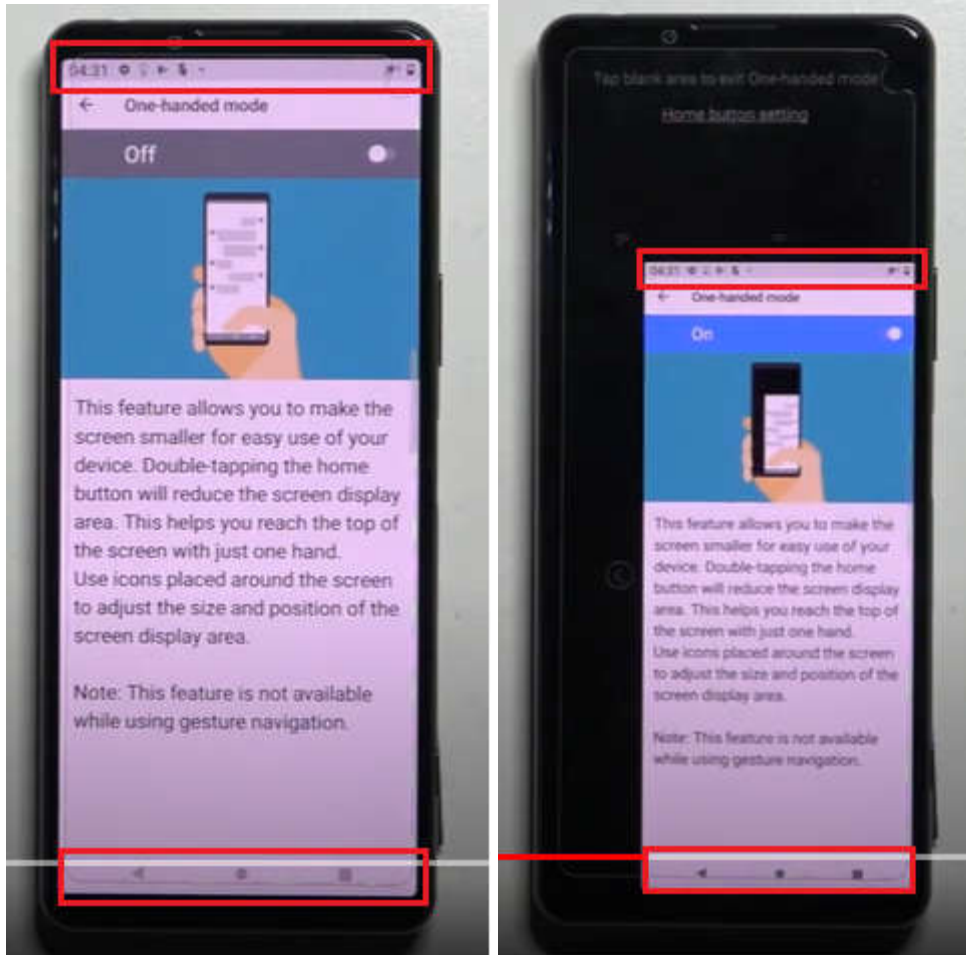 04:31
One-handed mode
Off
This feature allows you to make the
screen smaller for easy use of your
device. Double-tapping the home
button will reduce the screen display
area. This helps you reach the top of
the screen with just one hand.
Use icons placed around the screen
to adjust the size and position of the
screen display area.
Note: This feature is not available
while using gesture navigation.
Tap blank area to exit One-handed mode
Home button setting
04:31
One-handed mode
On
This feature allows you to make the
screen smaller for easy use of your
device. Double-tapping the home
button will reduce the screen display
area. This helps you reach the top of
the screen with just one hand.
Use icons placed around the screen
to adjust the size and position of the
screen display area.
Note: This feature is not available
while using gesture navigation.